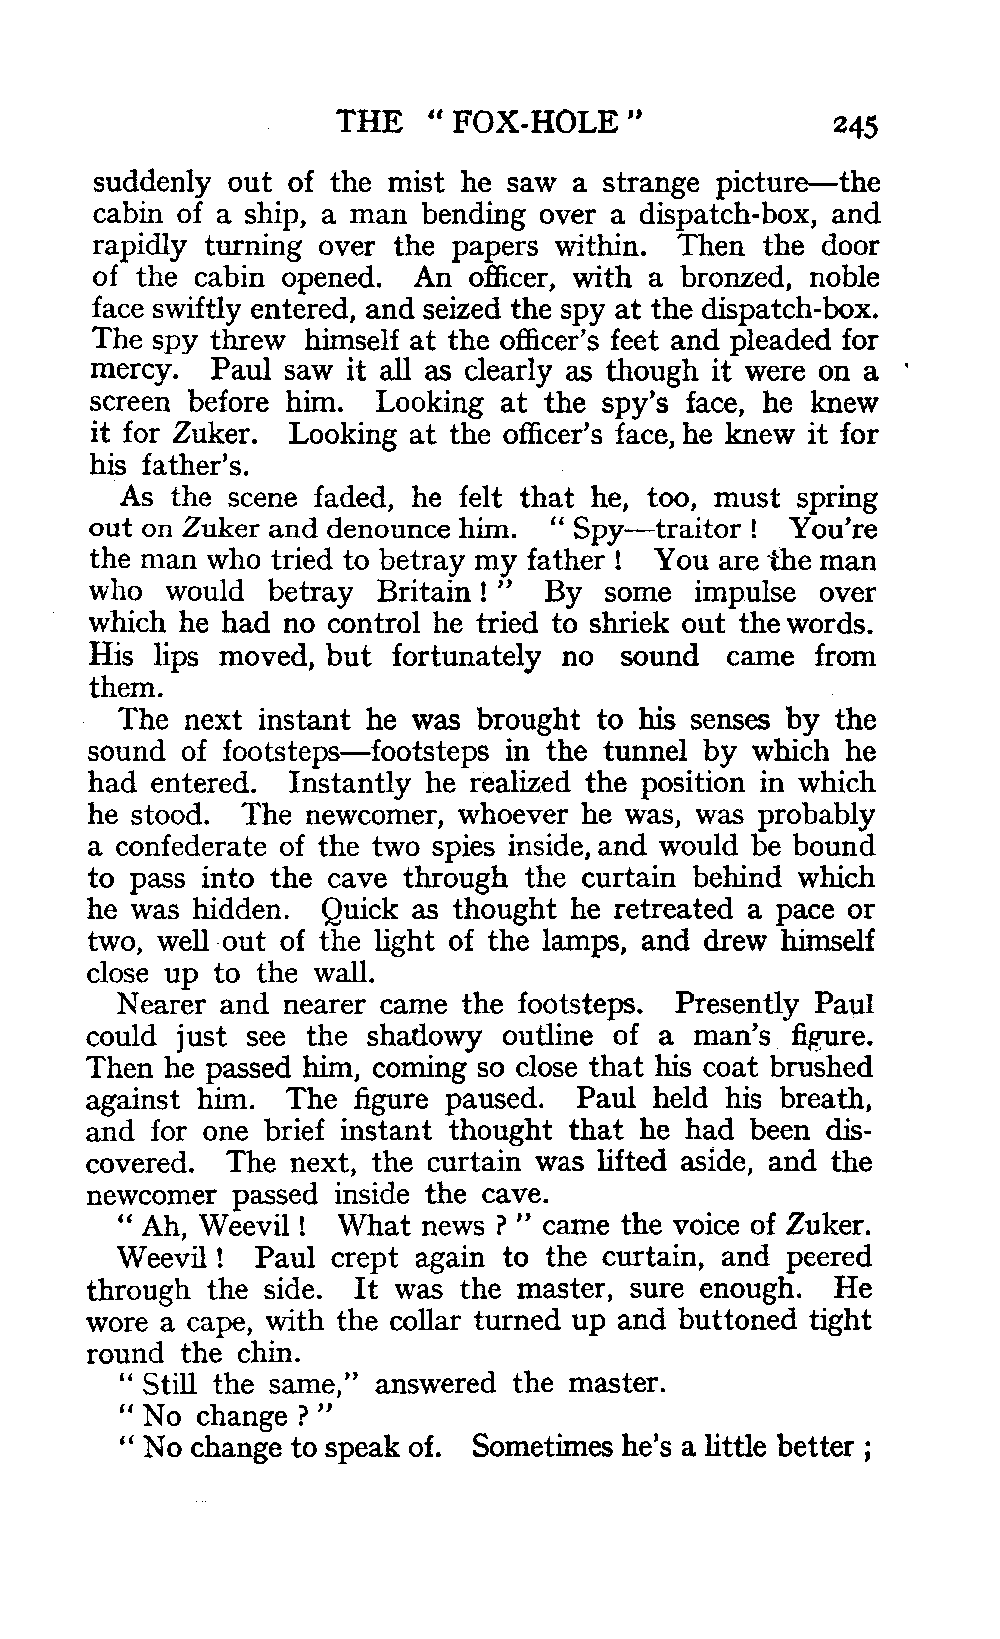 THE “ FOX-HOLE ” 245
suddenly out of the mist he saw a strange picture—the
cabin of a ship, a man bending over a dispatch-box, and
rapidly turning over the papers within. Then the door
of the cabin opened. An officer, with a bronzed, noble
face swiftly entered, and seized the spy at the dispatch-box.
The spy threw himself at the officer’s feet and pleaded for
mercy. Paul saw it all as clearly as though it were on a
screen before him. Looking at the spy’s face, he knew
it for Zuker. Looking at the officer’s face, he knew it for
his father’s.
As the scene faded, he felt that he, too, must spring
out on Zuker and denounce him. “ Spy—traitor ! You’re
the man who tried to betray my father ! You are the man
who would betray Britain ! ” By some impulse over
which he had no control he tried to shriek out the words.
His lips moved, but fortunately no sound came from
them.
The next instant he was brought to his senses by the
sound of footsteps—footsteps in the tunnel by which he
had entered. Instantly he realized the position in which
he stood. The newcomer, whoever he was, was probably
a confederate of the two spies inside, and would be bound
to pass into the cave through the curtain behind which
he was hidden. Quick as thought he retreated a pace or
two, well out of the light of the lamps, and drew himself
close up to the wall.
Nearer and nearer came the footsteps. Presently Paul
could just see the shadowy outline of a man’s figure.
Then he passed him, coming so close that his coat brushed
against him. The figure paused. Paul held his breath,
and for one brief instant thought that he had been dis-
covered. The next, the curtain was lifted aside, and the
newcomer passed inside the cave.
“ Ah, Weevil ! What news ? ” came the voice of Zuker.
Weevil ! Paul crept again to the curtain, and peered
through the side. It was the master, sure enough. He
wore a cape, with the collar turned up and buttoned tight
round the chin.
“ Still the same,” answered the master.
“ No change ? ”
“ No change to speak of. Sometimes he’s a little better ;